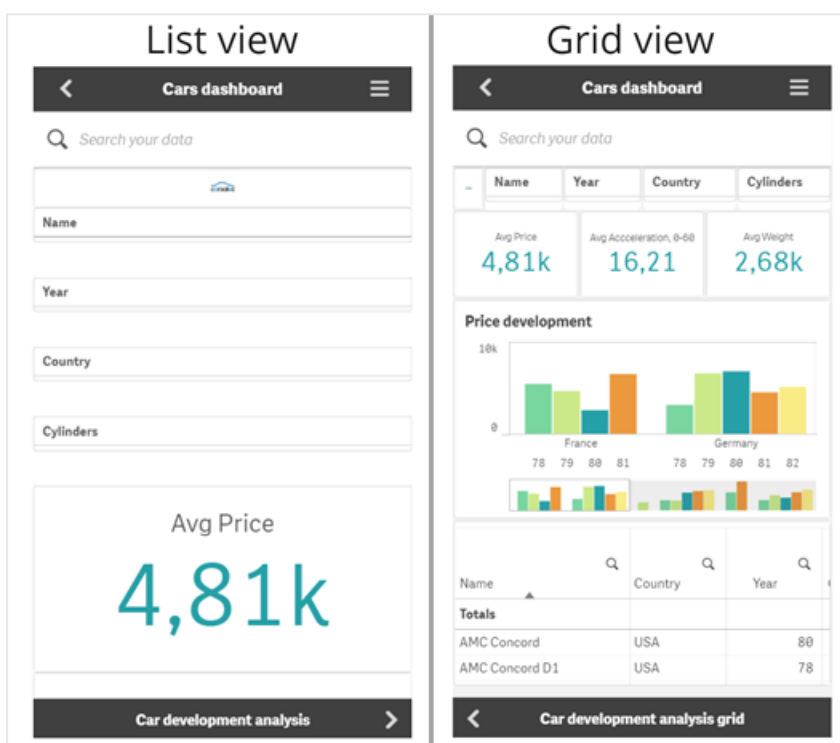 List view
Cars dashboard
Search your data
Name
Year
Country
Cylinders
Avg Price
4,81k
Car development analysis
Grid view
Cars dashboard
Search your data
Name Year Country Cylinders
Avg Price Avg Acceleration, 0-60 Avg Weight
4,81k 16,21 2,68k
Price development
10k
0
France Germany
78 79 80 81 78 79 80 81 82
Name Country Year
Totals
AMC Concord USA 80
AMC Concord D1 USA 78
Car development analysis grid